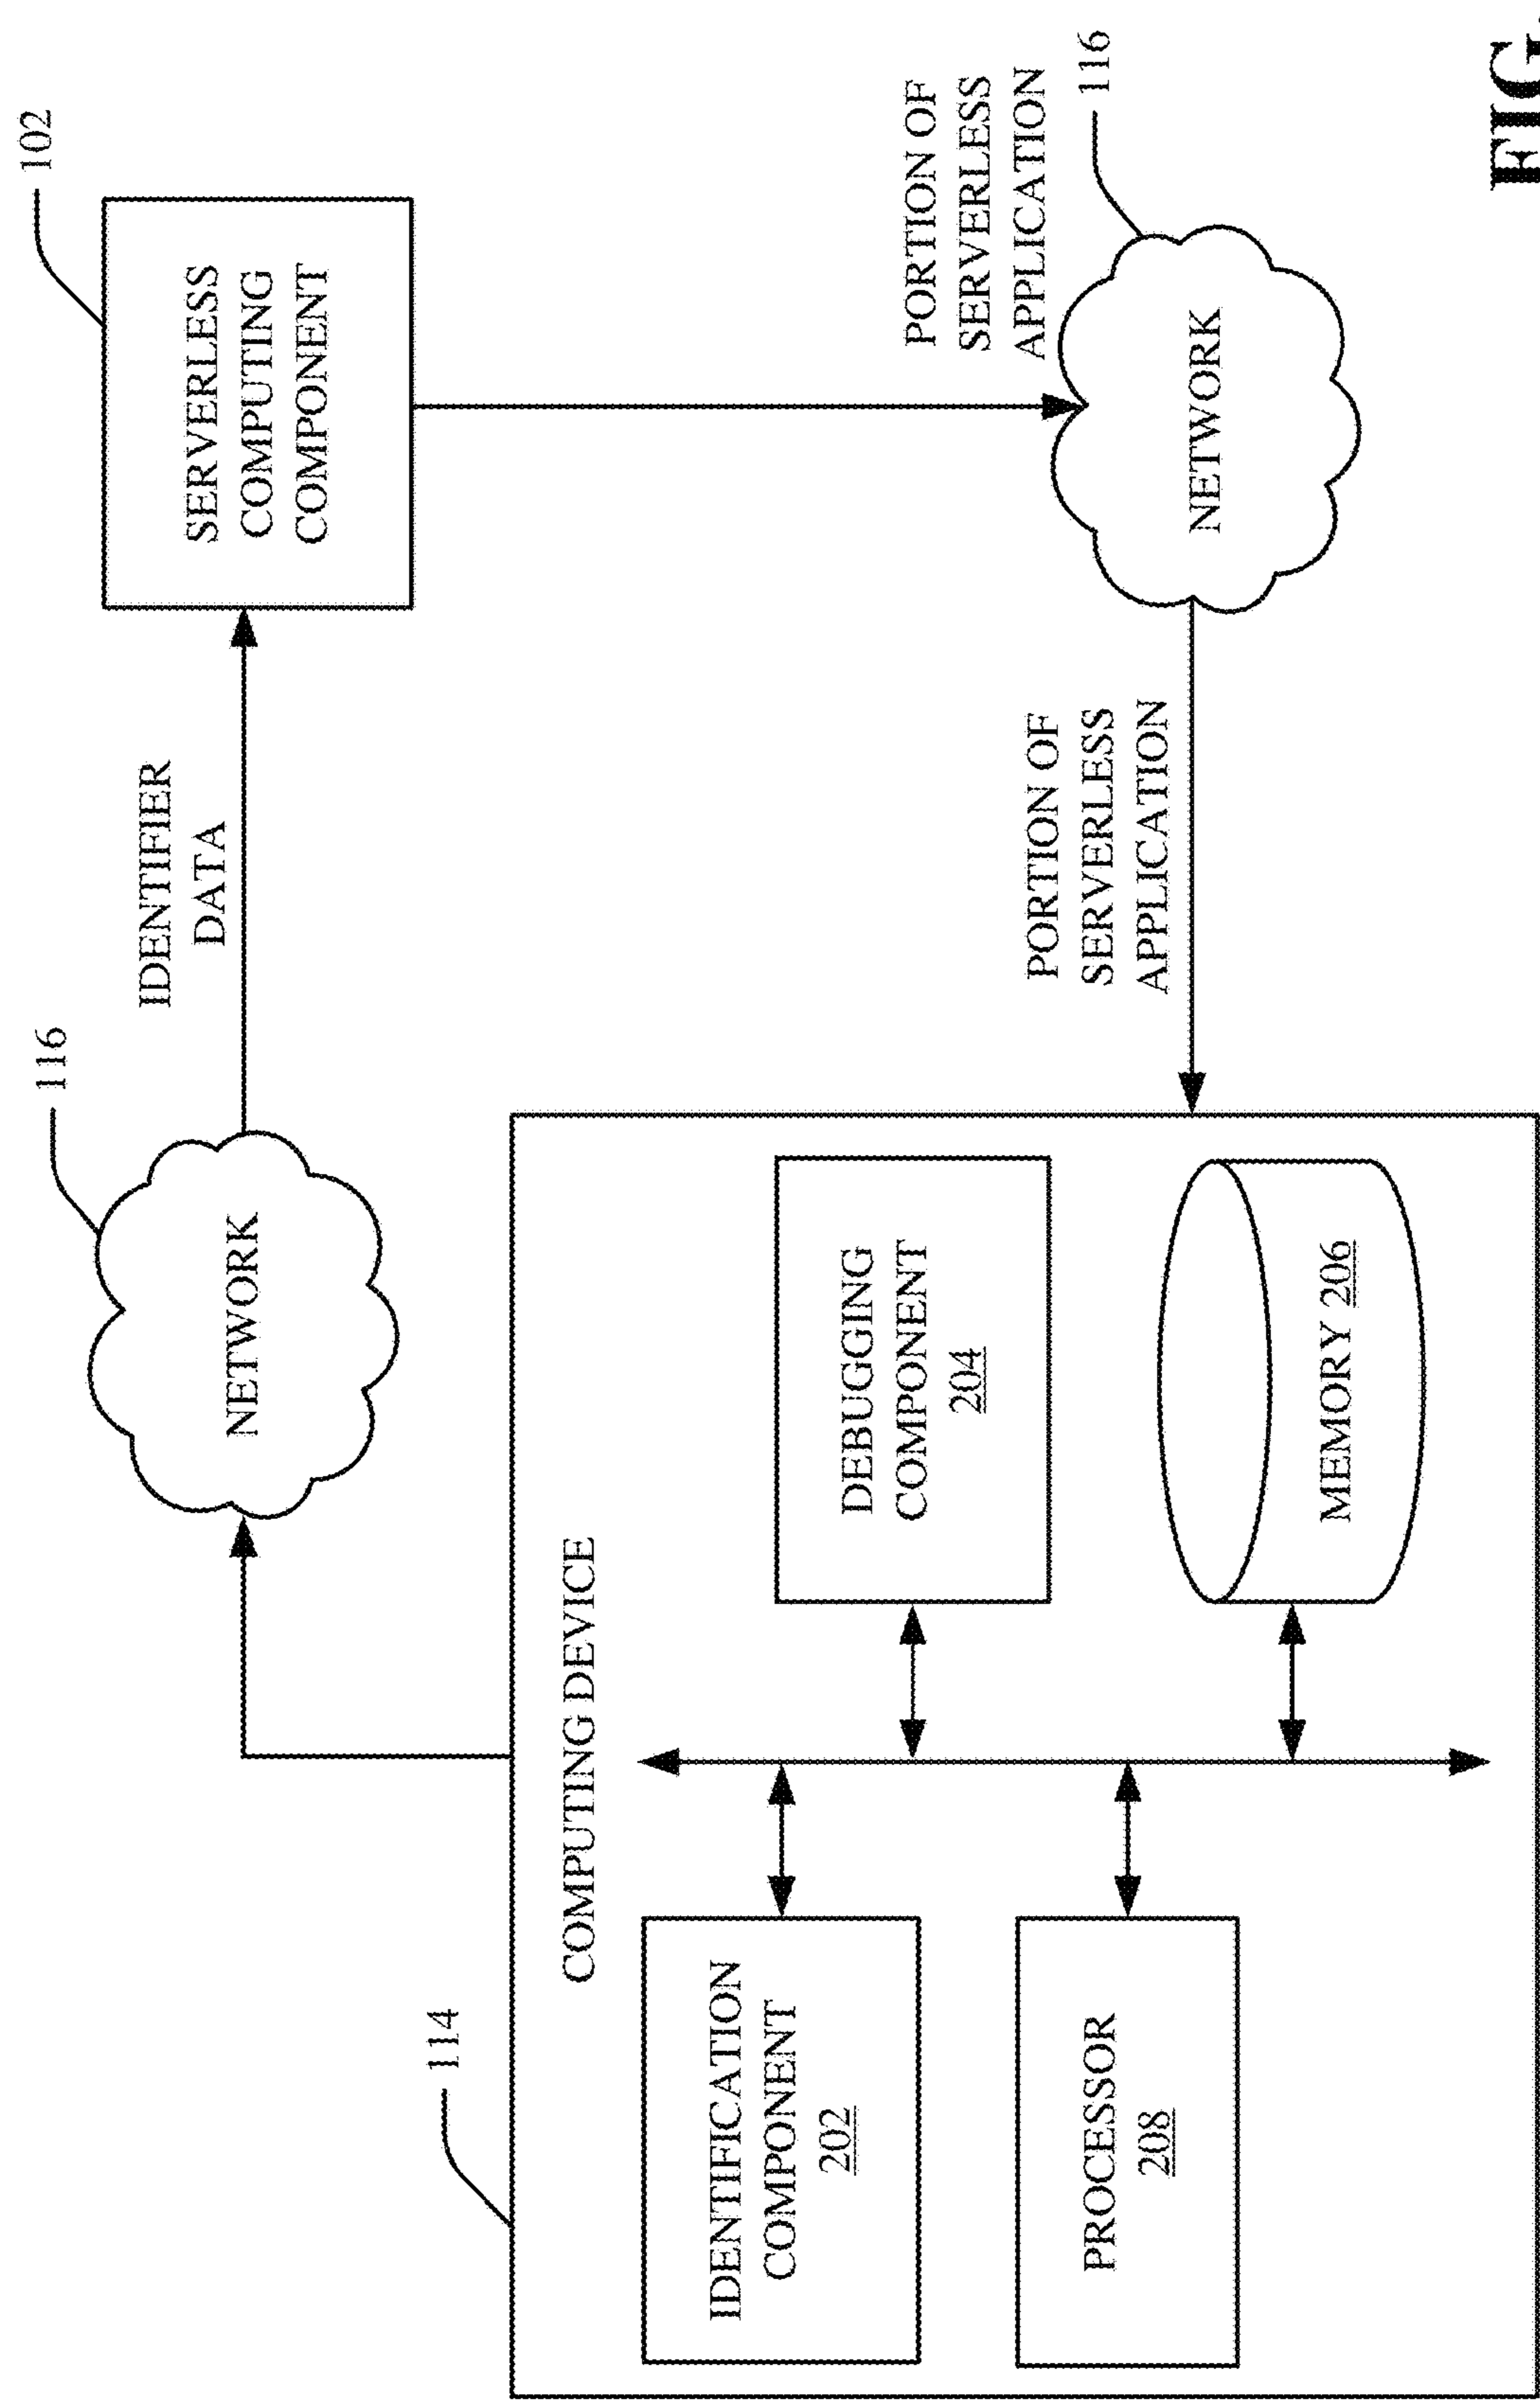 102
SERVERLESS
COMPUTING
COMPONENT
IDENTIFIER
DATA
116
NETWORK
114
COMPUTING DEVICE
IDENTIFICATION
COMPONENT
202
DEBUGGING
COMPONENT
204
PROCESSOR
208
MEMORY 206
PORTION OF
SERVERLESS
APPLICATION
PORTION OF
SERVERLESS
APPLICATION
116
NETWORK
FIG.